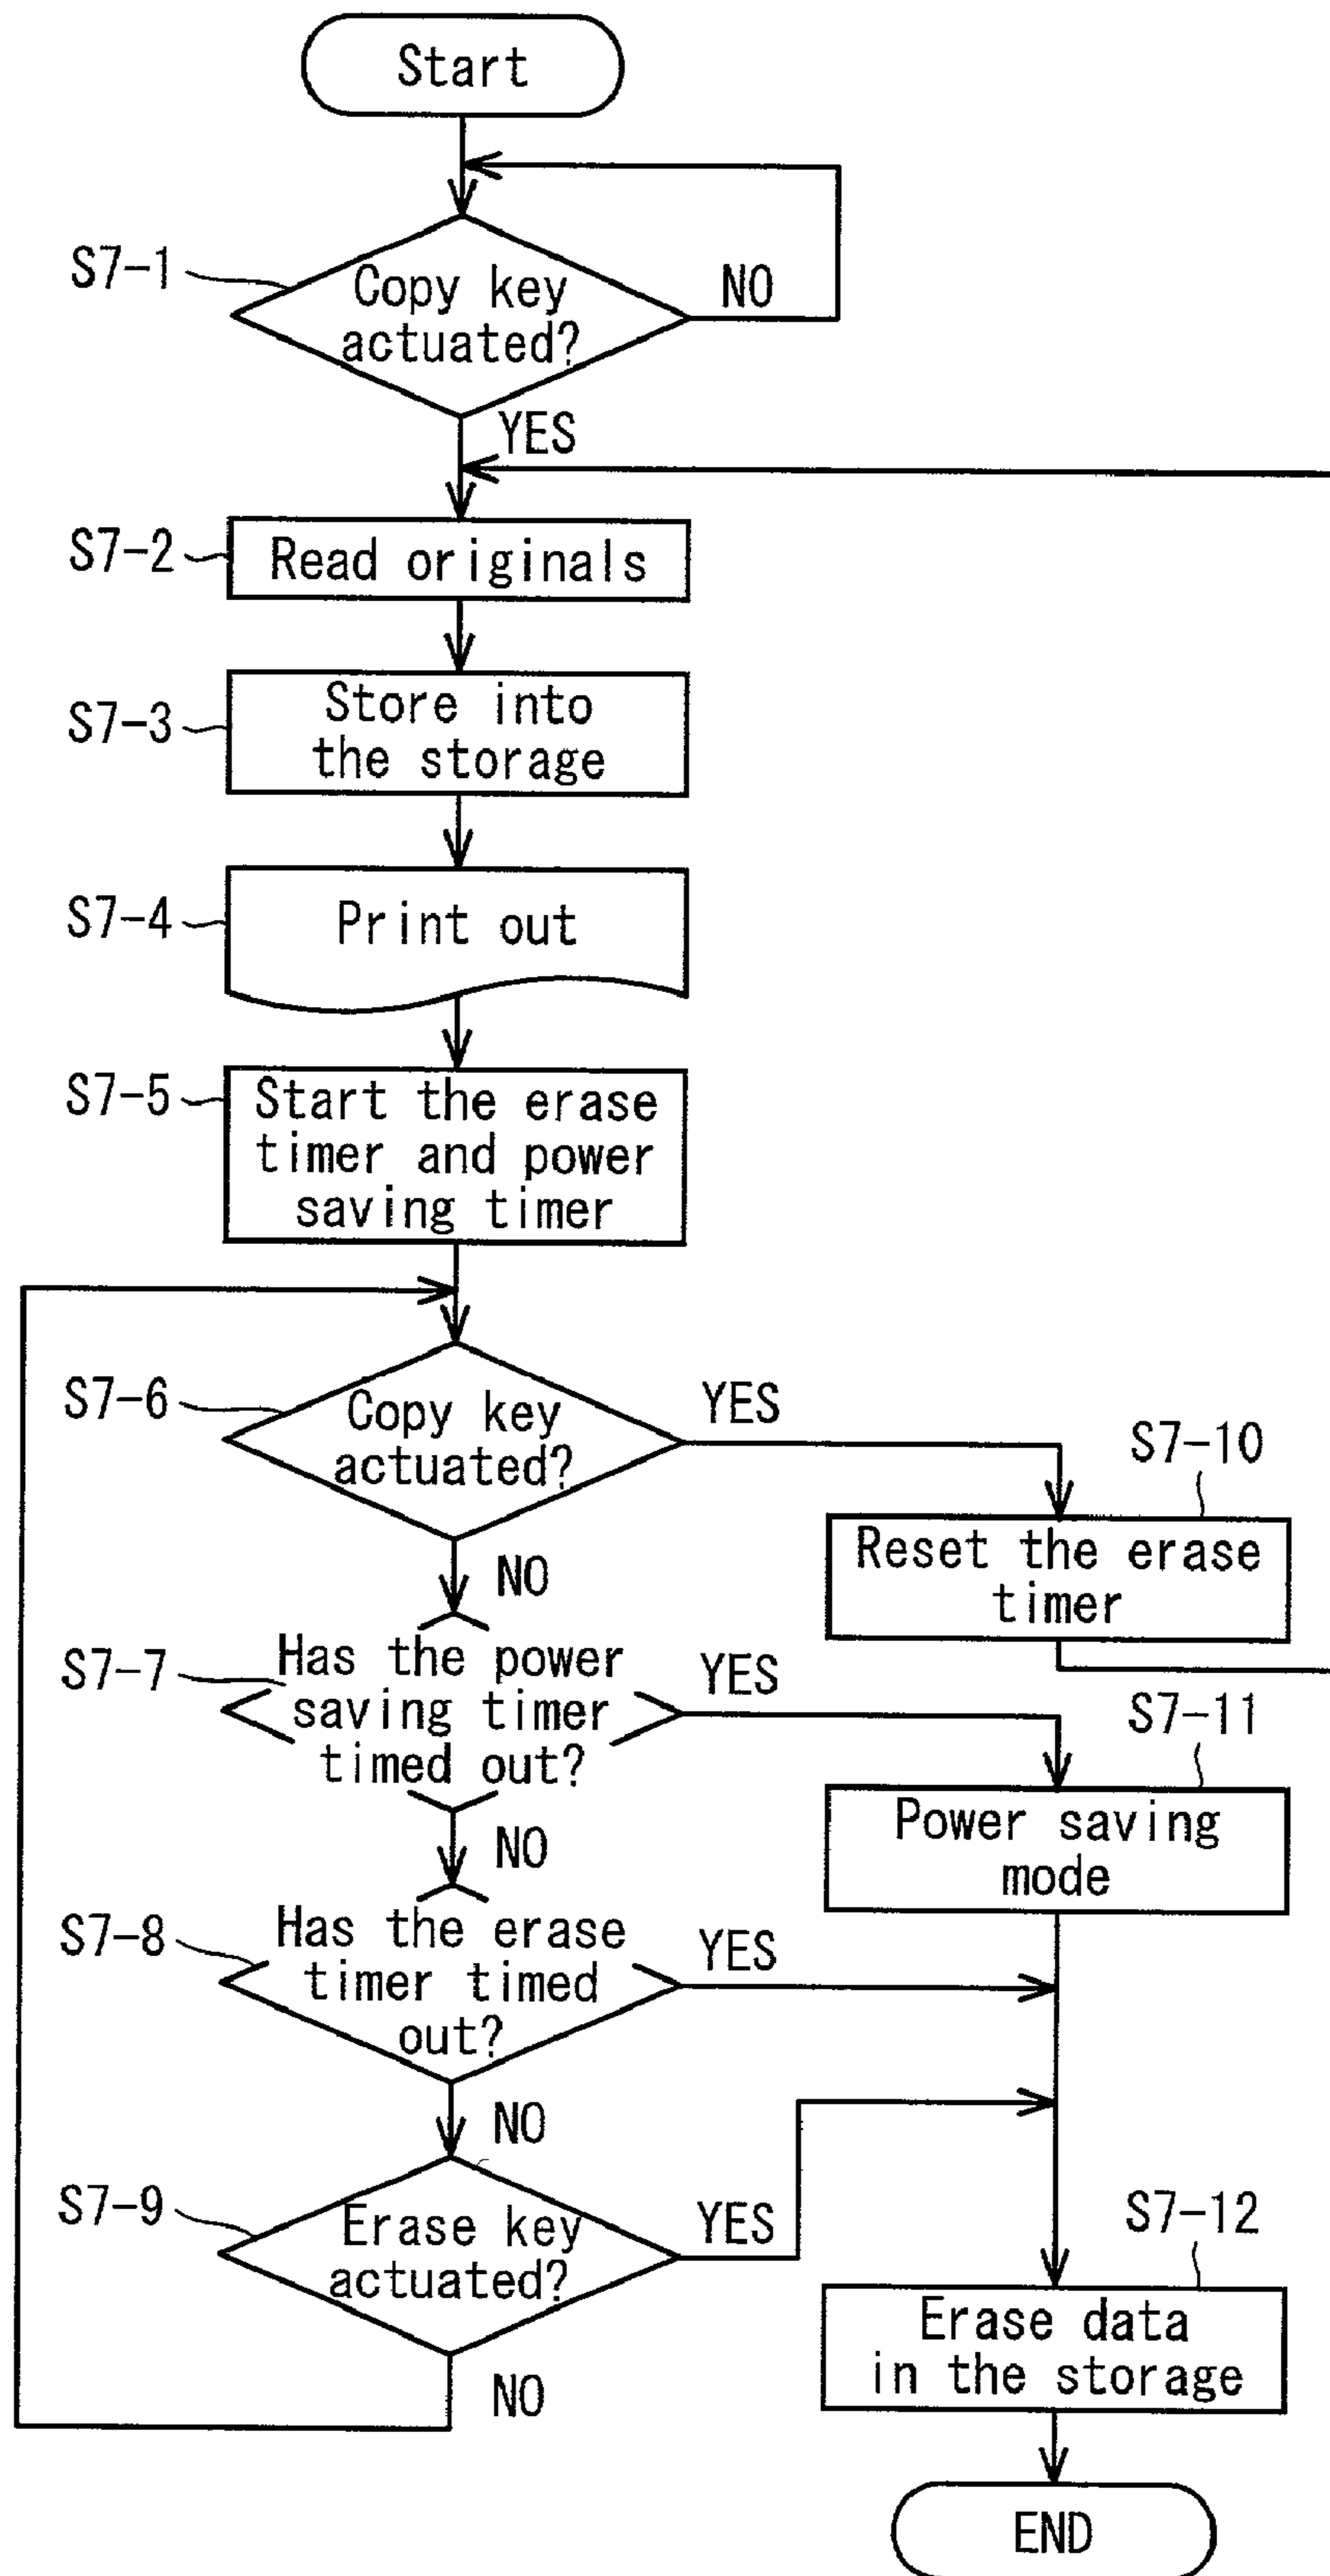 Start
S7-1
Copy key
actuated?
NO
YES
S7-2
Read originals
S7-3
Store into
the storage
S7-4
Print out
S7-5
Start the erase
timer and power
saving timer
S7-6
Copy key
actuated?
YES
NO
S7-10
Reset the erase
timer
S7-7
Has the power
saving timer
timed out?
YES
NO
S7-11
Power saving
mode
S7-8
Has the erase
timer timed
out?
YES
NO
S7-9
Erase key
actuated?
YES
NO
S7-12
Erase data
in the storage
END